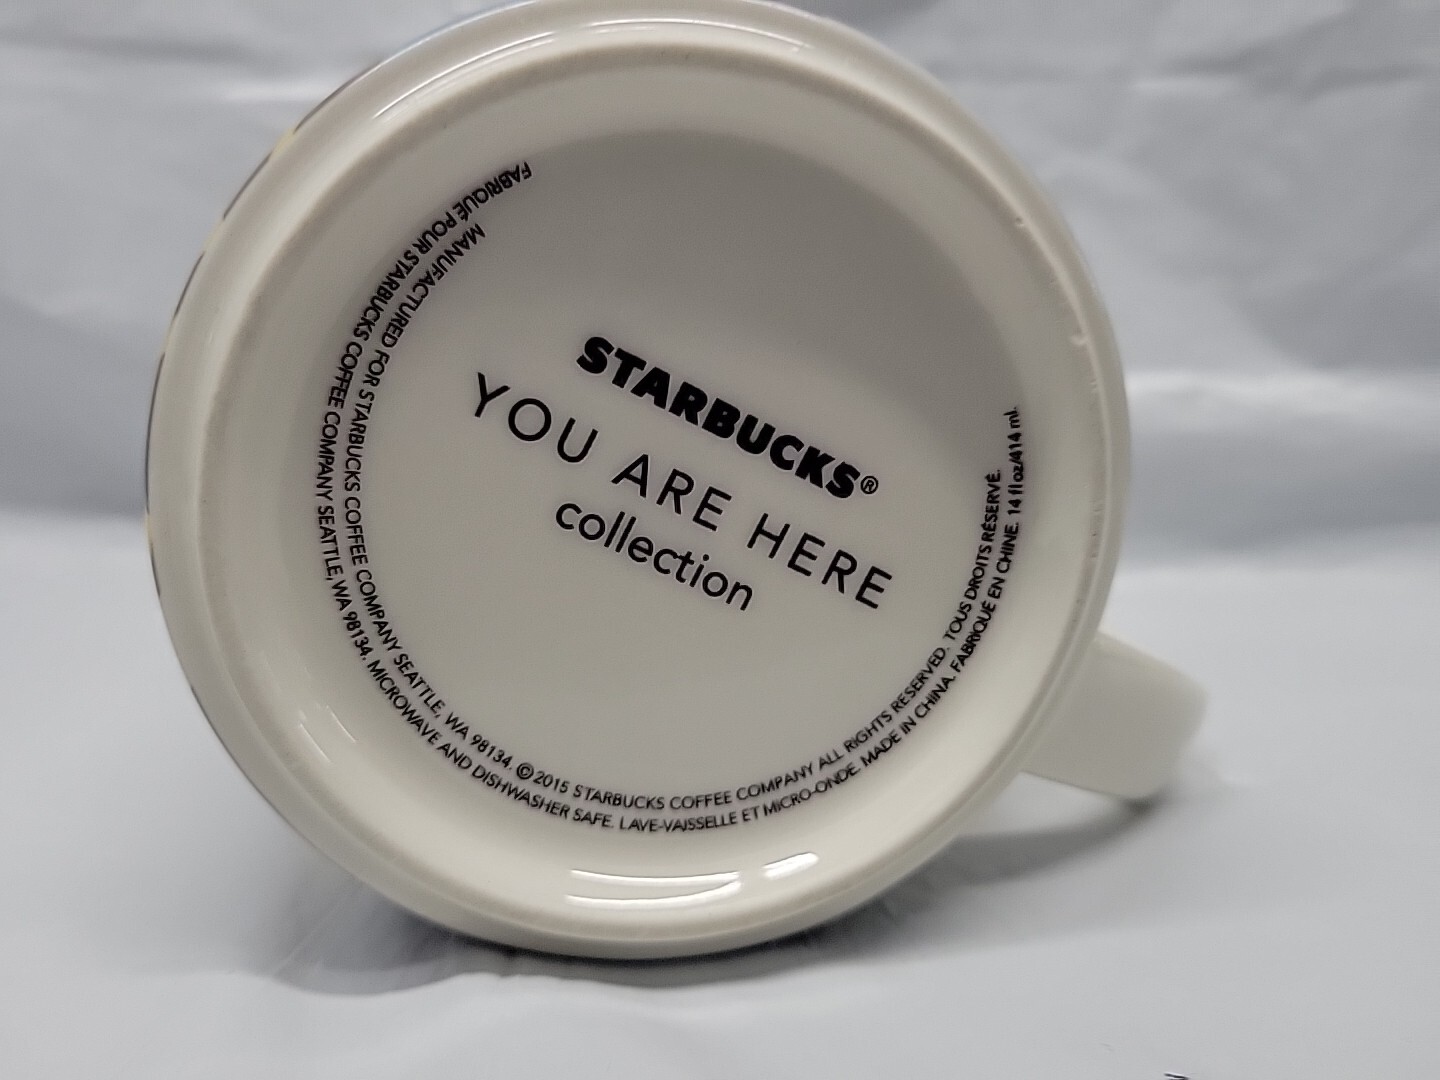 STARBUCKS®
YOU ARE HERE
collection
MANUFACTURED FOR STARBUCKS COFFEE COMPANY SEATTLE, WA 98134. ©2015 STARBUCKS COFFEE COMPANY ALL RIGHTS RESERVED. TOUS DROITS RÉSERVÉ.
FABRIQUÉ POUR STARBUCKS COFFEE COMPANY SEATTLE, WA 98134. MICROWAVE AND DISHWASHER SAFE. LAVE-VAISSELLE ET MICRO-ONDE. MADE IN CHINA. FABRIQUÉ EN CHINE. 14 fl oz/414 ml.